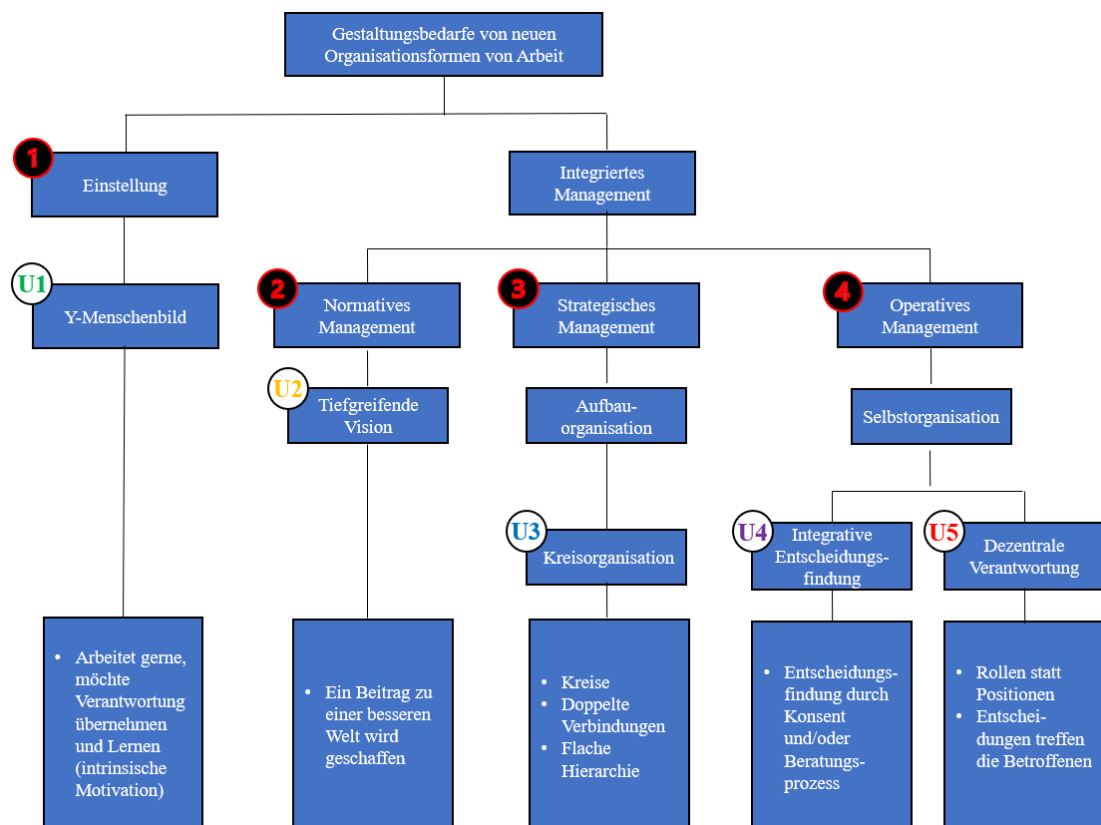 Gestaltungsbedarfe von neuen
Organisationsformen von Arbeit
1
Einstellung
Integriertes
Management
U1
Y-Menschenbild
2
Normatives
Management
3
Strategisches
Management
4
Operatives
Management
U2
Tiefgreifende
Vision
Aufbau-
organisation
Selbstorganisation
U3
Kreisorganisation
U4
Integrative
Entscheidungs-
findung
U5
Dezentrale
Verantwortung
• Arbeitet gerne,
möchte
Verantwortung
übernehmen
und Lernen
(intrinsische
Motivation)
• Ein Beitrag zu
einer besseren
Welt wird
geschaffen
• Kreise
• Doppelte
Verbindungen
• Flache
Hierarchie
• Entscheidungs-
findung durch
Konsent
und/oder
Beratungs-
prozess
• Rollen statt
Positionen
• Entschei-
dungen treffen
die Betroffenen